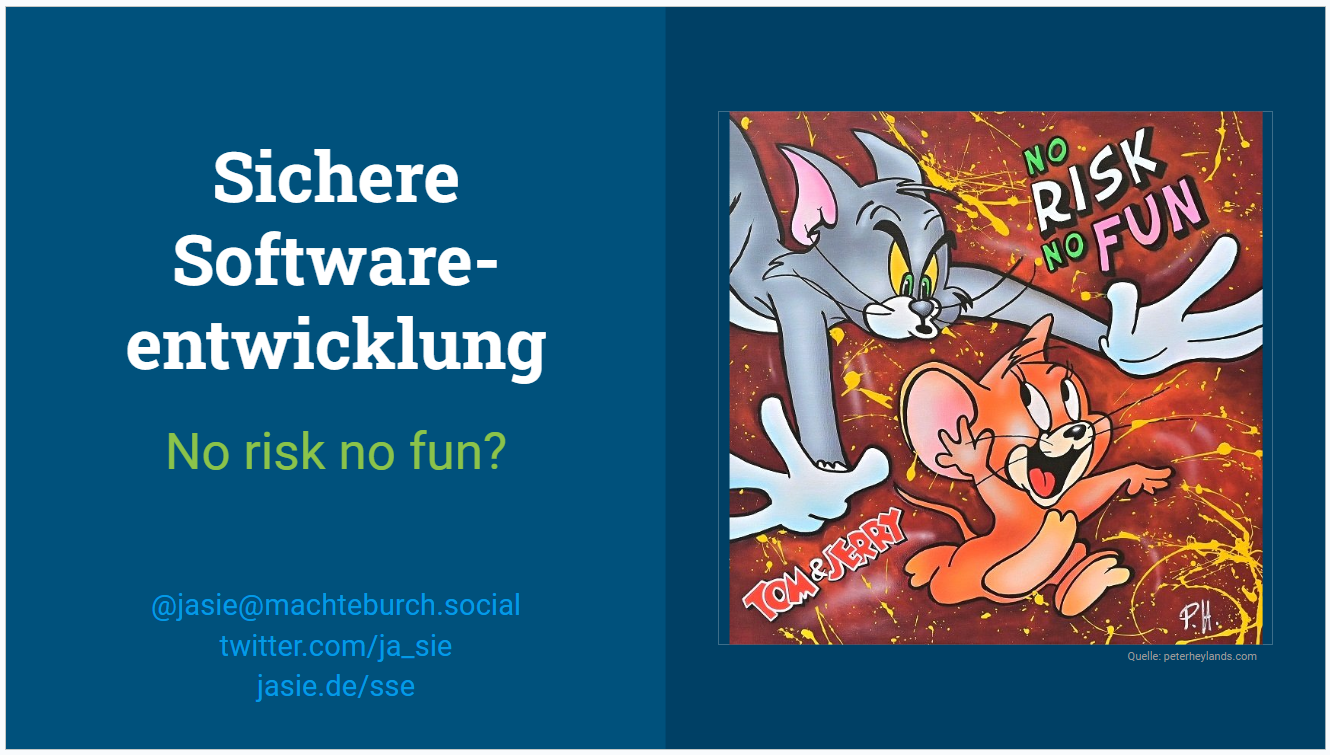 Sichere
Software-
entwicklung
No risk no fun?
@jasie@machteburch.social
twitter.com/ja_sie
jasie.de/sse
NO
RISK
NO FUN
TOM & JERRY
P.H.
Quelle: peterheylands.com